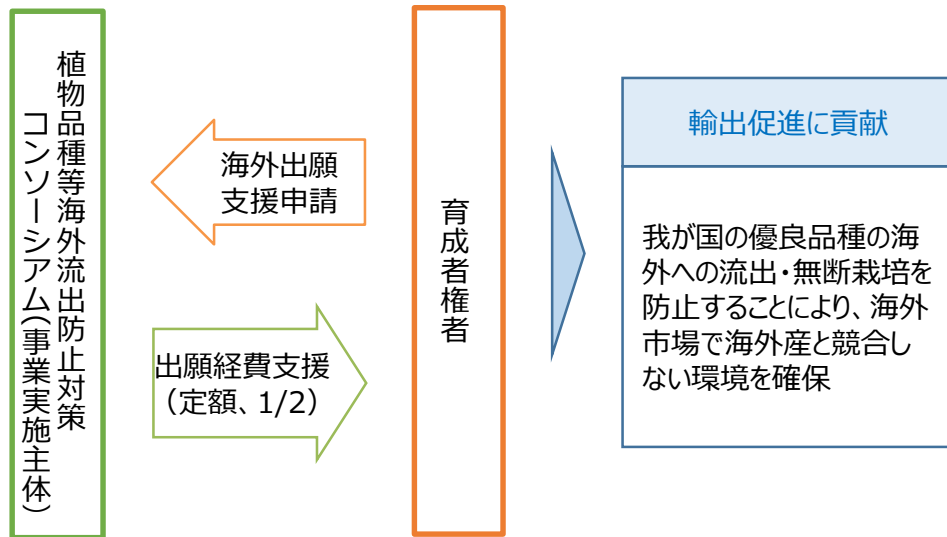 植物品種等海外流出防止対策
コンソーシアム(事業実施主体)
海外出願
支援申請
出願経費支援
(定額、1/2)
育成者権者
輸出促進に貢献
我が国の優良品種の海
外への流出・無断栽培を
防止することにより、海外
市場で海外産と競合し
ない環境を確保